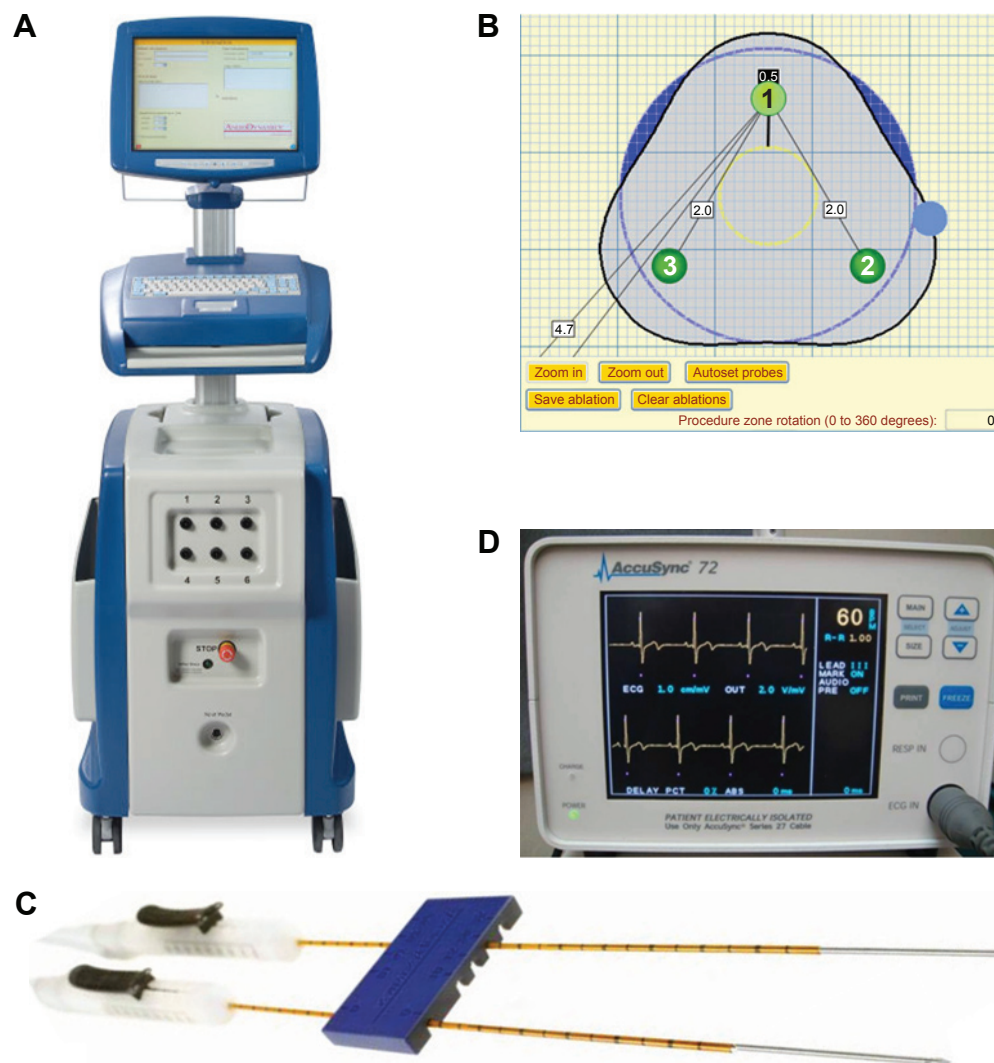 A
B
0.5
1
2.0
2.0
3
2
4.7
Zoom in
Zoom out
Autoset probes
Save ablation
Clear ablations
Procedure zone rotation (0 to 360 degrees):
0
1 2 3
4 5 6
STOP
D
AccuSync 72
60
R-R 1.00
LEAD III
MARK ON
AUDIO
PRE OFF
ECG 1.0 cm/mV OUT 2.0 V/mV
DELAY PCT 0% ABS 0 ms
0 ms
MAIN
SELECT
ADJUST
SIZE
PRINT
FREEZE
RESP IN
ECG IN
CHARGE
POWER
PATIENT ELECTRICALLY ISOLATED
Use Only AccuSync Series 27 Cable
C